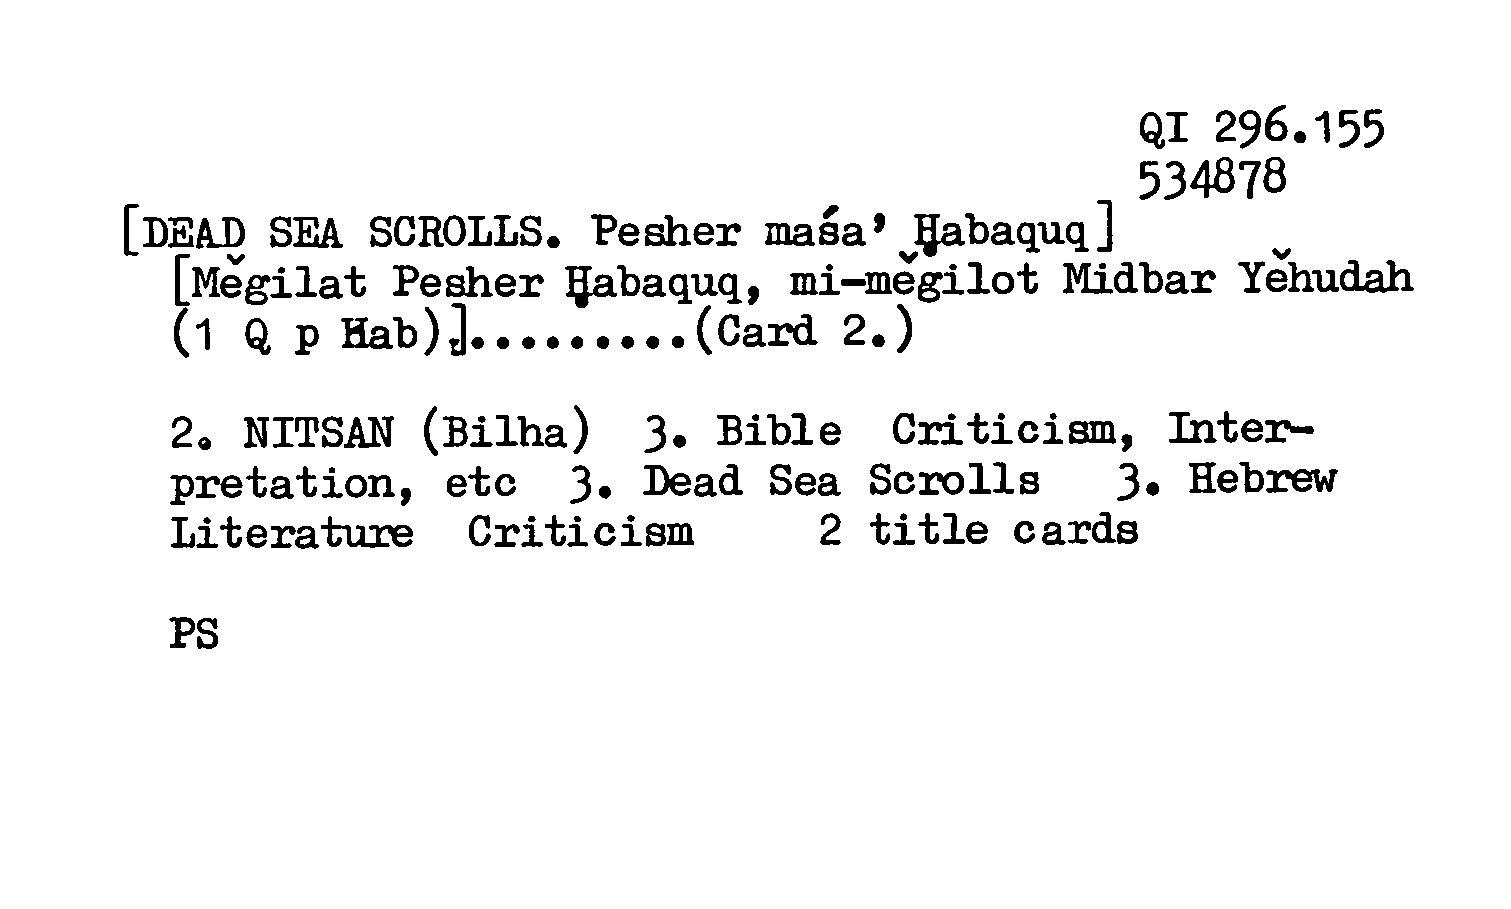 QI 296.155
534878
[DEAD SEA SCROLLS. Pesher maśa' Ḥabaquq]
[Mĕgilat Pesher Ḥabaquq, mi-mĕgilot Midbar Yĕhudah
(1 Q p Hab).].........(Card 2.)
2. NITSAN (Bilha) 3. Bible Criticism, Inter-
pretation, etc 3. Dead Sea Scrolls 3. Hebrew
Literature Criticism 2 title cards
PS